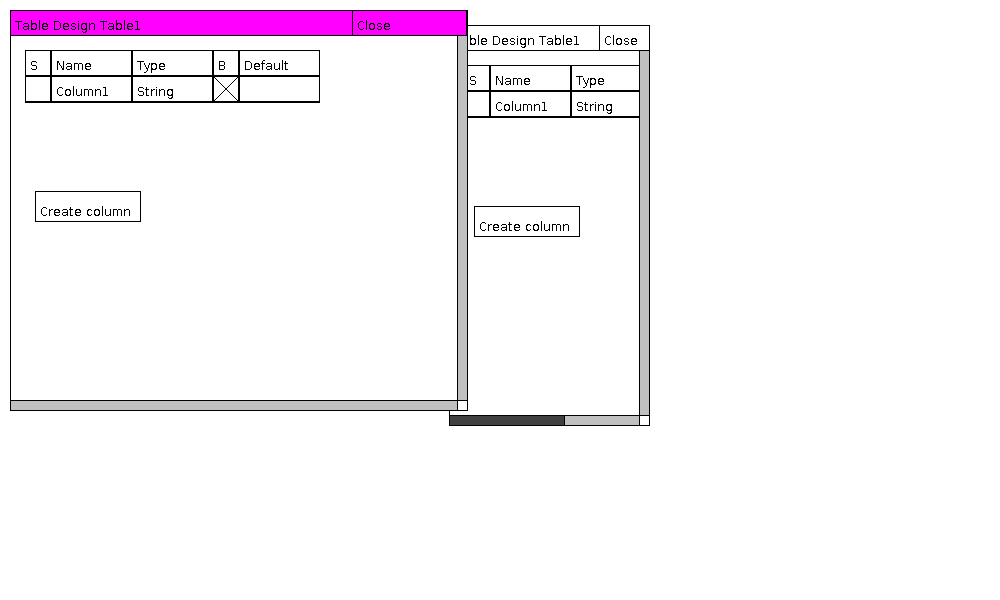 Table Design Table1 Close
S Name Type B Default
Column1 String
Create column
ble Design Table1 Close
S Name Type
Column1 String
Create column